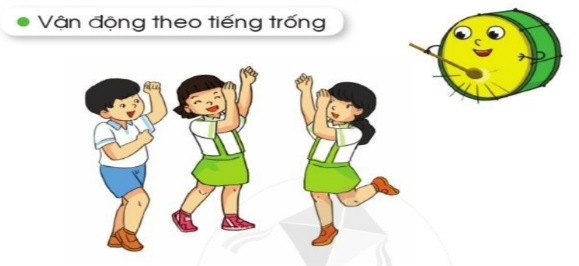 Vận động theo tiếng trống